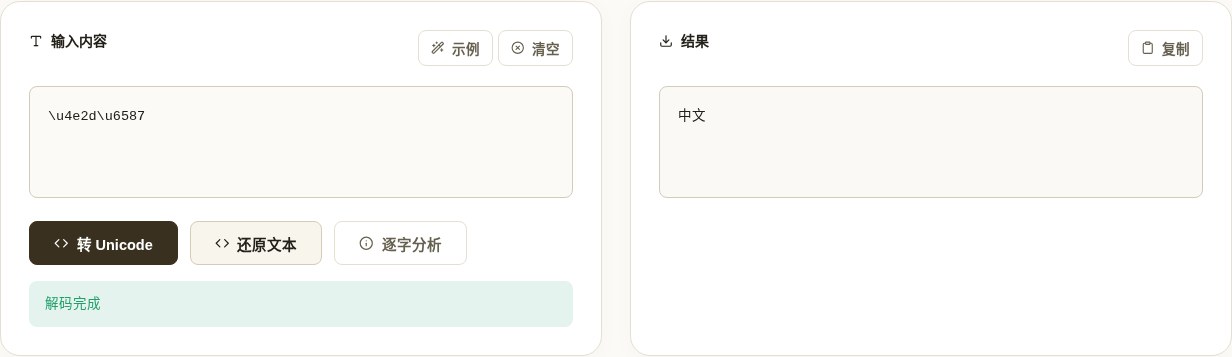 输入内容
示例
清空
\u4e2d\u6587
转 Unicode
还原文本
逐字分析
解码完成
结果
复制
中文